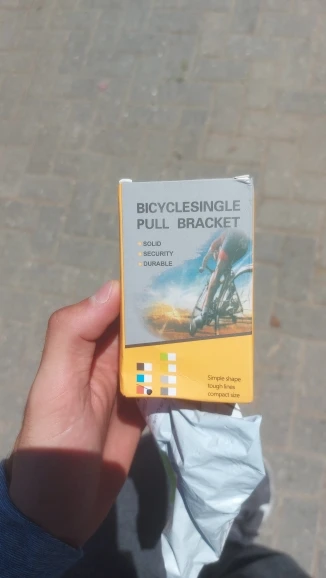 BICYCLESINGLE
PULL BRACKET
SOLID
SECURITY
DURABLE
Simple shape
tough lines
compact size